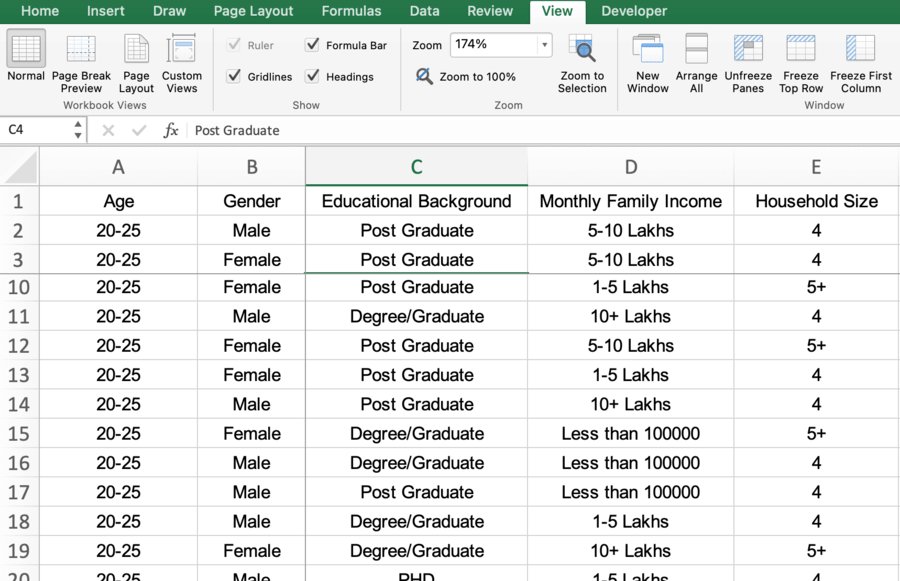 Home Insert Draw Page Layout Formulas Data Review View Developer
Normal Page Break Preview Page Layout Custom Views
Workbook Views
Ruler Formula Bar
Gridlines Headings
Show
Zoom 174%
Zoom to 100%
Zoom to Selection
Zoom
New Window Arrange All Unfreeze Panes Freeze Top Row Freeze First Column
Window
C4 fx Post Graduate
A B C D E
1 Age Gender Educational Background Monthly Family Income Household Size
2 20-25 Male Post Graduate 5-10 Lakhs 4
3 20-25 Female Post Graduate 5-10 Lakhs 4
10 20-25 Female Post Graduate 1-5 Lakhs 5+
11 20-25 Male Degree/Graduate 10+ Lakhs 4
12 20-25 Female Post Graduate 5-10 Lakhs 5+
13 20-25 Female Post Graduate 1-5 Lakhs 4
14 20-25 Male Post Graduate 10+ Lakhs 4
15 20-25 Female Degree/Graduate Less than 100000 5+
16 20-25 Male Degree/Graduate Less than 100000 4
17 20-25 Male Post Graduate Less than 100000 4
18 20-25 Male Degree/Graduate 1-5 Lakhs 4
19 20-25 Female Degree/Graduate 10+ Lakhs 5+
20 20-25 Male PHD 1-5 Lakhs 4